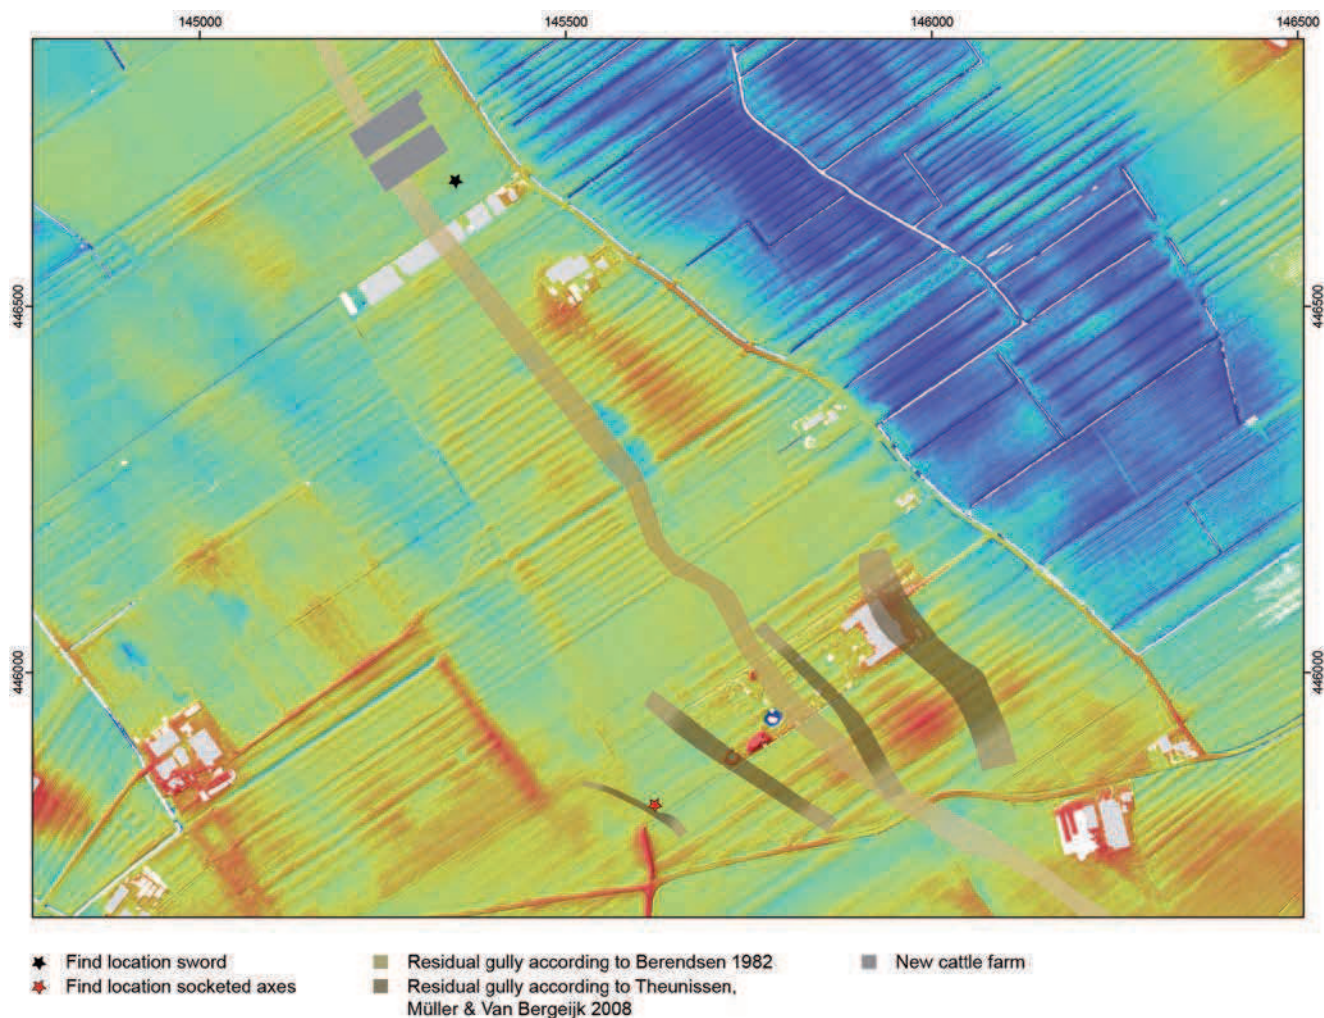 145000
145500
146000
146500
446500
446500
446000
446000
Find location sword
Find location socketed axes
Residual gully according to Berendsen 1982
Residual gully according to Theunissen,
Müller & Van Bergeijk 2008
New cattle farm